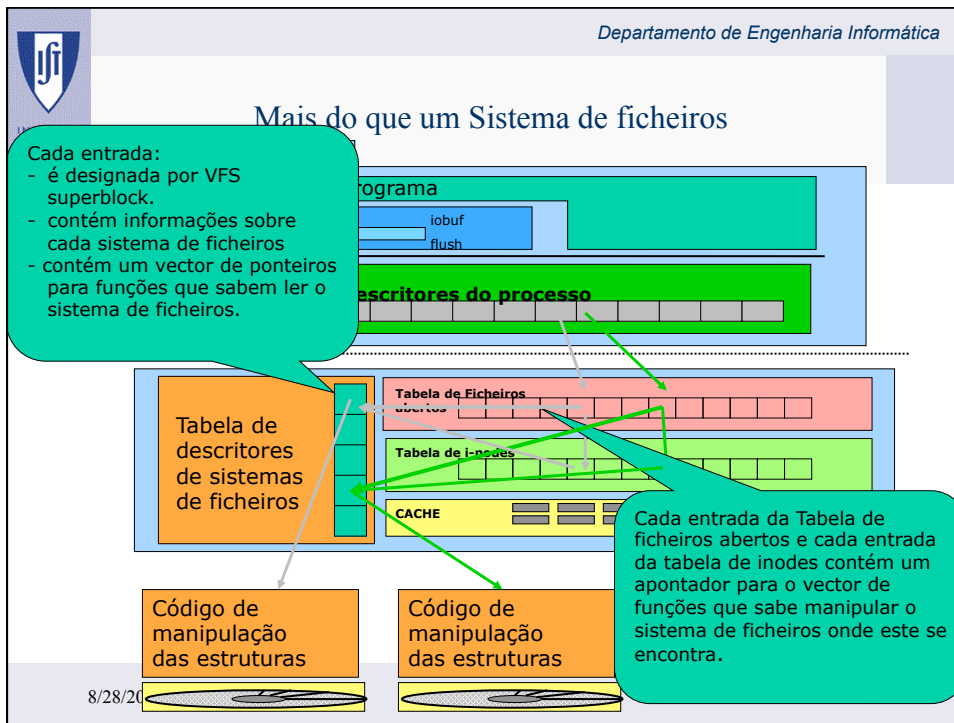 Departamento de Engenharia Informática
Mais do que um Sistema de ficheiros
Cada entrada:
- é designada por VFS
superblock.
- contém informações sobre
cada sistema de ficheiros
- contém um vector de ponteiros
para funções que sabem ler o
sistema de ficheiros.
rograma
iobuf
flush
escritores do processo
Tabela de
descritores
de sistemas
de ficheiros
Tabela de Ficheiros
abertos
Tabela de i-nodes
CACHE
Cada entrada da Tabela de
ficheiros abertos e cada entrada
da tabela de inodes contém um
apontador para o vector de
funções que sabe manipular o
sistema de ficheiros onde este se
encontra.
Código de
manipulação
das estruturas
Código de
manipulação
das estruturas
8/28/20